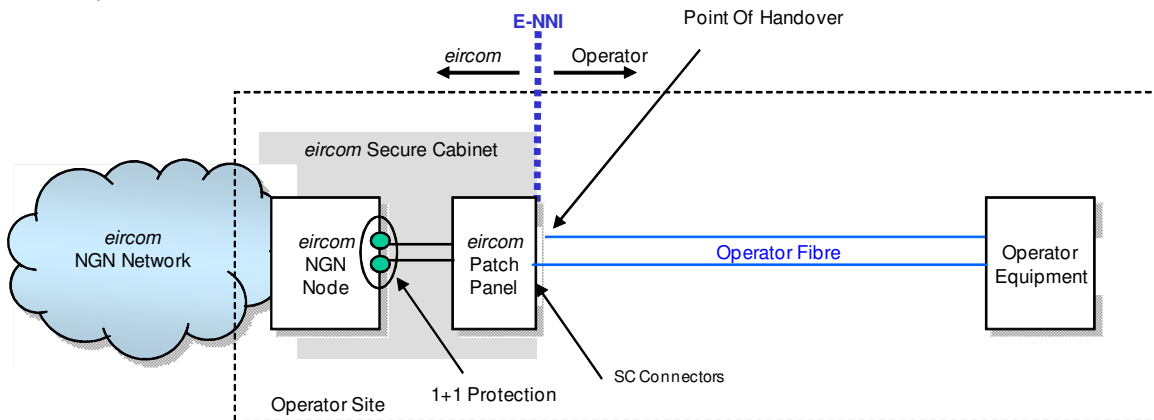 E-NNI
Point Of Handover
eircom
Operator
eircom Secure Cabinet
eircom
NGN Network
eircom
NGN
Node
eircom
Patch
Panel
Operator Fibre
Operator
Equipment
SC Connectors
1+1 Protection
Operator Site